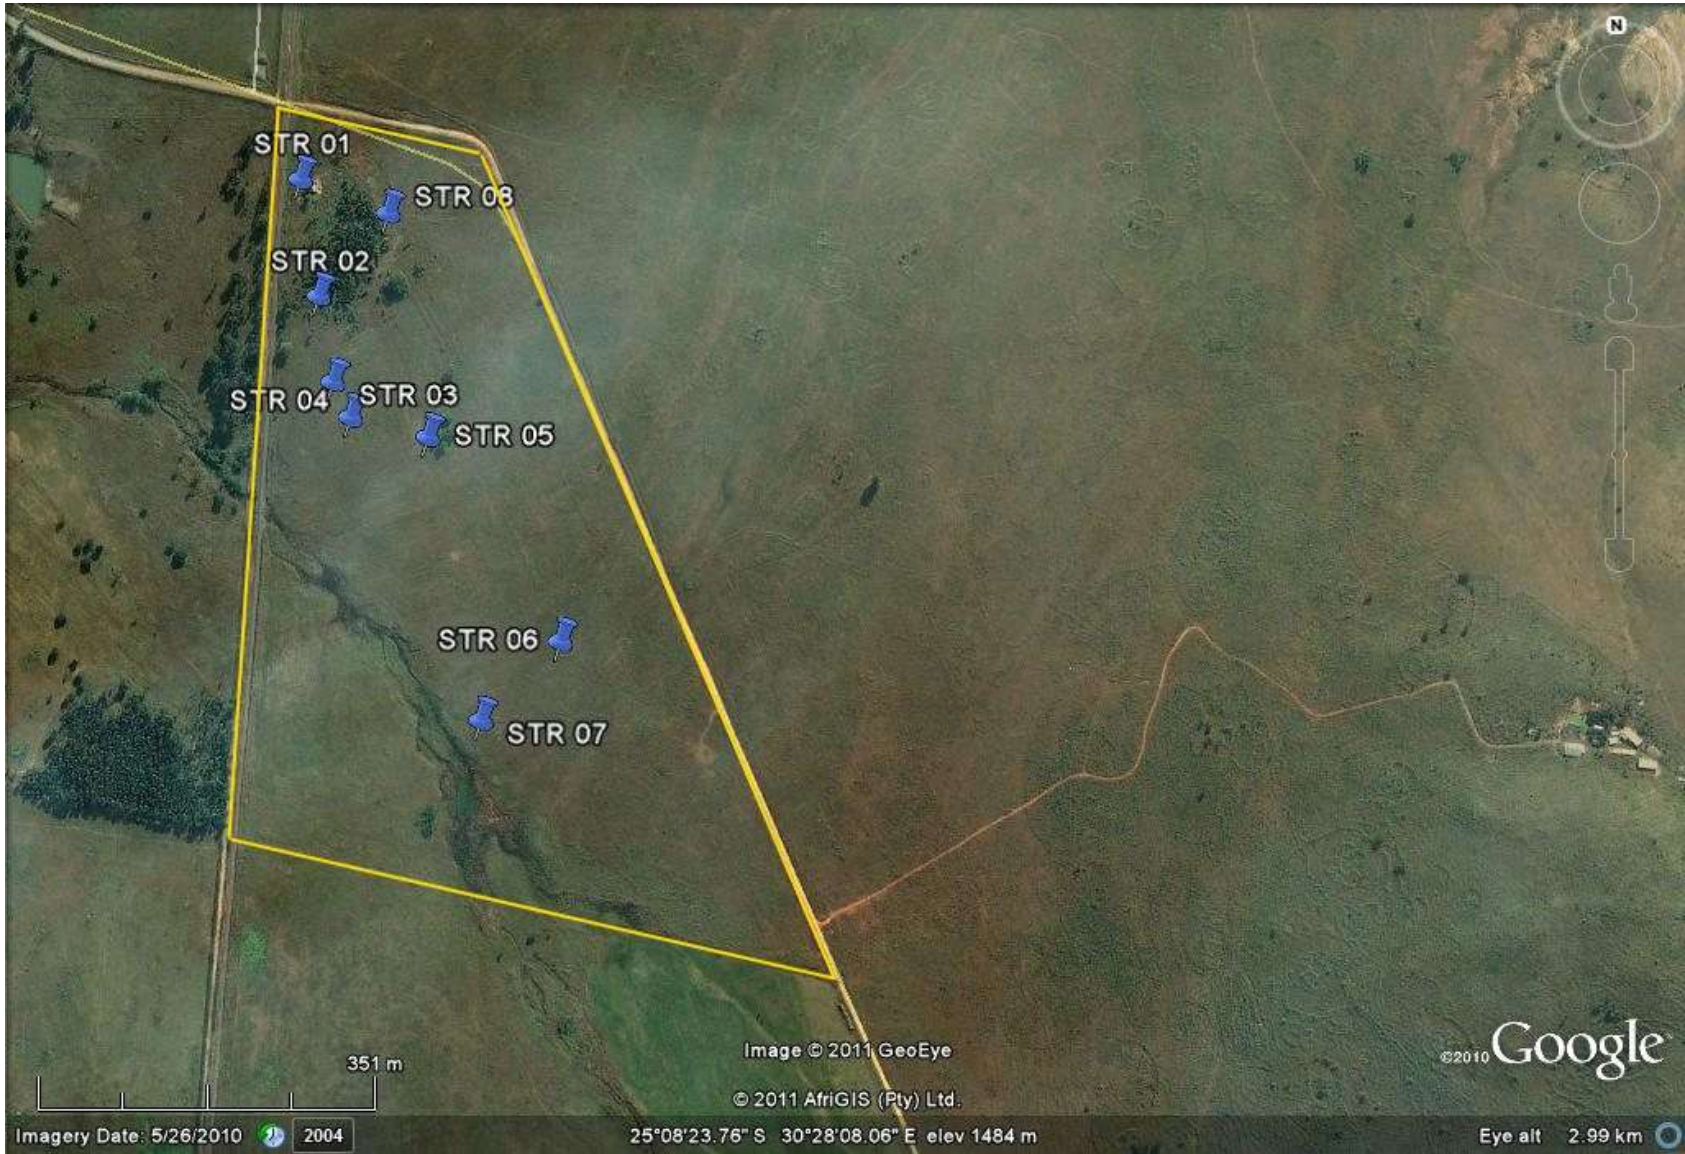 N
STR 01
STR 08
STR 02
STR 03
STR 04
STR 05
STR 06
STR 07
Image © 2011 GeoEye
©2010 Google
351 m
© 2011 AfriGIS (Pty) Ltd.
Imagery Date: 5/26/2010 2004 25°08'23.76" S 30°28'08.06" E elev 1484 m Eye alt 2.99 km